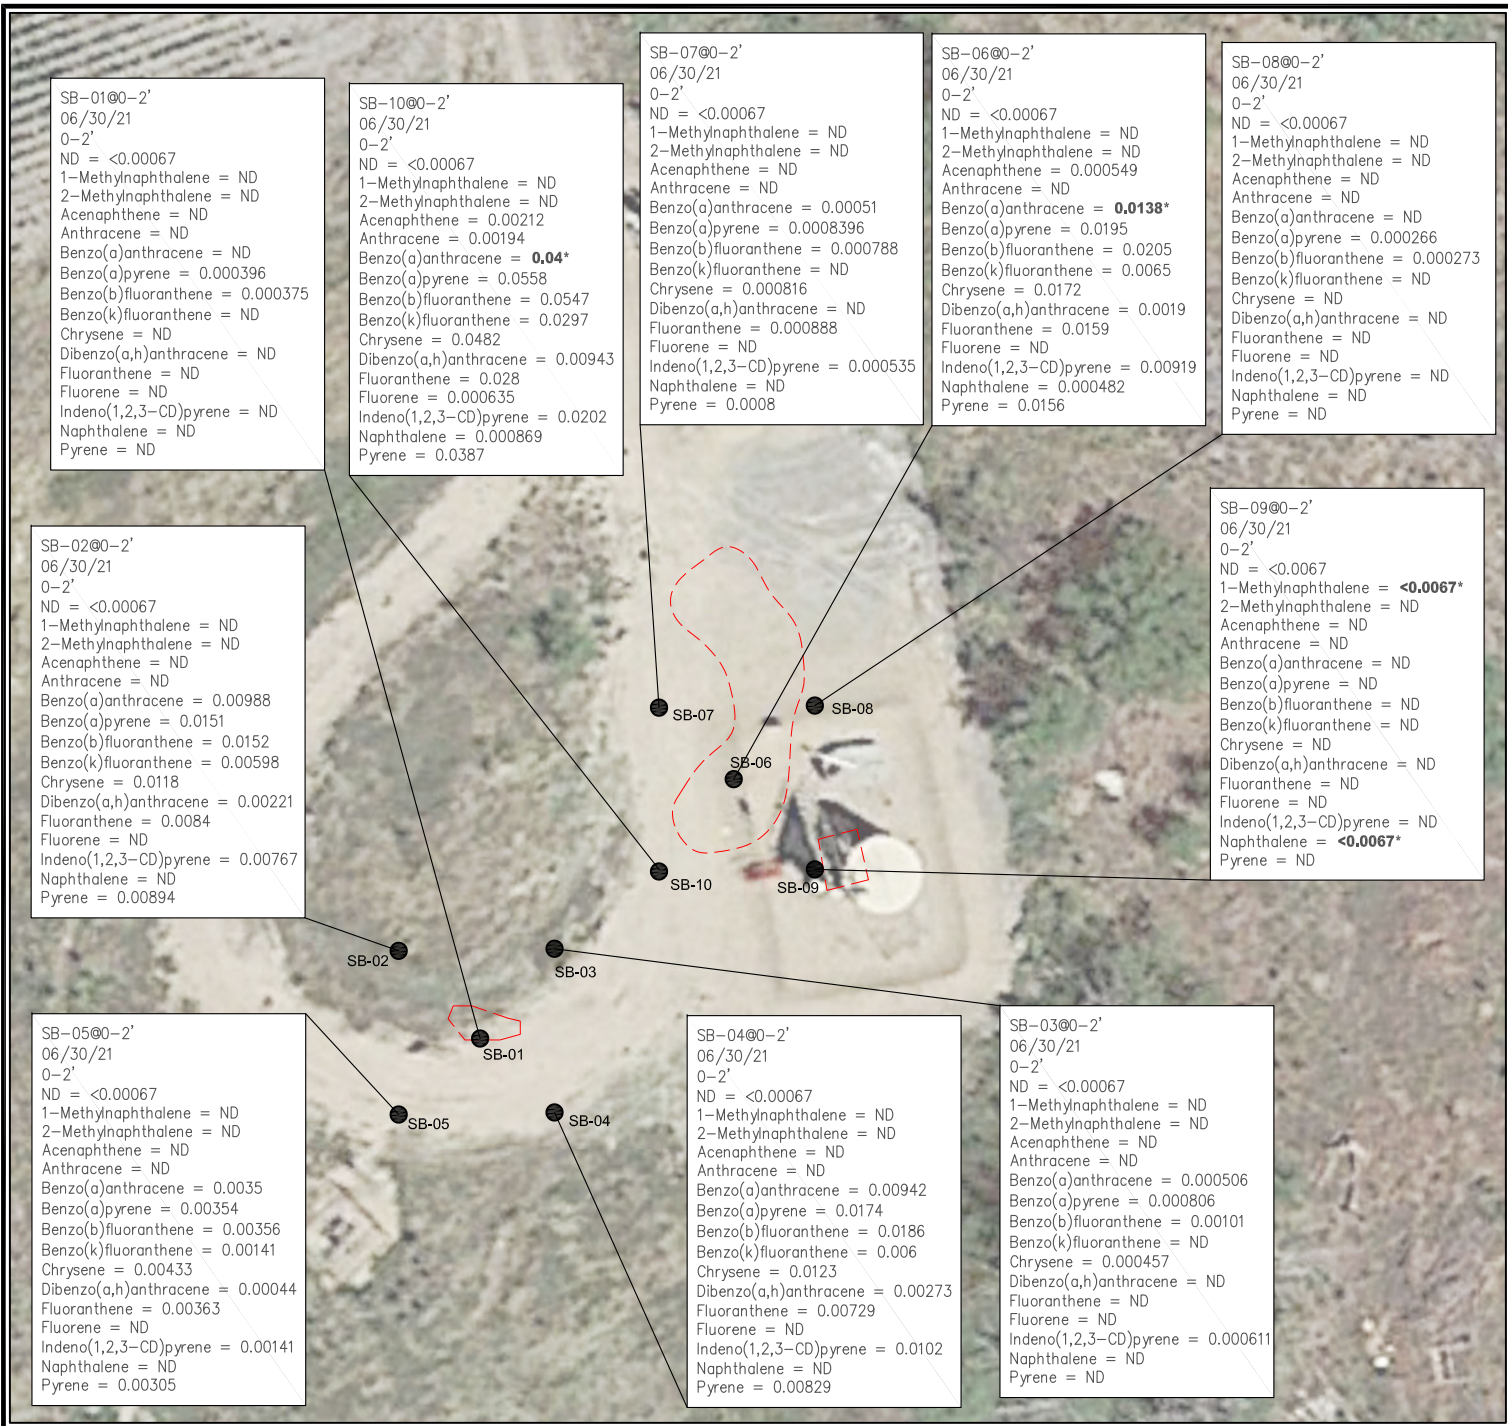 SB-01@0-2'
06/30/21
0-2'
ND = <0.00067
1-Methylnaphthalene = ND
2-Methylnaphthalene = ND
Acenaphthene = ND
Anthracene = ND
Benzo(a)anthracene = ND
Benzo(a)pyrene = 0.000396
Benzo(b)fluoranthene = 0.000375
Benzo(k)fluoranthene = ND
Chrysene = ND
Dibenzo(a,h)anthracene = ND
Fluoranthene = ND
Fluorene = ND
Indeno(1,2,3-CD)pyrene = ND
Naphthalene = ND
Pyrene = ND
SB-10@0-2'
06/30/21
0-2'
ND = <0.00067
1-Methylnaphthalene = ND
2-Methylnaphthalene = ND
Acenaphthene = 0.00212
Anthracene = 0.00194
Benzo(a)anthracene = 0.04*
Benzo(a)pyrene = 0.0558
Benzo(b)fluoranthene = 0.0547
Benzo(k)fluoranthene = 0.0297
Chrysene = 0.0482
Dibenzo(a,h)anthracene = 0.00943
Fluoranthene = 0.028
Fluorene = 0.000635
Indeno(1,2,3-CD)pyrene = 0.0202
Naphthalene = 0.000869
Pyrene = 0.0387
SB-07@0-2'
06/30/21
0-2'
ND = <0.00067
1-Methylnaphthalene = ND
2-Methylnaphthalene = ND
Acenaphthene = ND
Anthracene = ND
Benzo(a)anthracene = 0.00051
Benzo(a)pyrene = 0.0008396
Benzo(b)fluoranthene = 0.000788
Benzo(k)fluoranthene = ND
Chrysene = 0.000816
Dibenzo(a,h)anthracene = ND
Fluoranthene = 0.000888
Fluorene = ND
Indeno(1,2,3-CD)pyrene = 0.000535
Naphthalene = ND
Pyrene = 0.0008
SB-06@0-2'
06/30/21
0-2'
ND = <0.00067
1-Methylnaphthalene = ND
2-Methylnaphthalene = ND
Acenaphthene = 0.000549
Anthracene = ND
Benzo(a)anthracene = 0.0138*
Benzo(a)pyrene = 0.0195
Benzo(b)fluoranthene = 0.0205
Benzo(k)fluoranthene = 0.0065
Chrysene = 0.0172
Dibenzo(a,h)anthracene = 0.0019
Fluoranthene = 0.0159
Fluorene = ND
Indeno(1,2,3-CD)pyrene = 0.00919
Naphthalene = 0.000482
Pyrene = 0.0156
SB-08@0-2'
06/30/21
0-2'
ND = <0.00067
1-Methylnaphthalene = ND
2-Methylnaphthalene = ND
Acenaphthene = ND
Anthracene = ND
Benzo(a)anthracene = ND
Benzo(a)pyrene = 0.000266
Benzo(b)fluoranthene = 0.000273
Benzo(k)fluoranthene = ND
Chrysene = ND
Dibenzo(a,h)anthracene = ND
Fluoranthene = ND
Fluorene = ND
Indeno(1,2,3-CD)pyrene = ND
Naphthalene = ND
Pyrene = ND
SB-02@0-2'
06/30/21
0-2'
ND = <0.00067
1-Methylnaphthalene = ND
2-Methylnaphthalene = ND
Acenaphthene = ND
Anthracene = ND
Benzo(a)anthracene = 0.00988
Benzo(a)pyrene = 0.0151
Benzo(b)fluoranthene = 0.0152
Benzo(k)fluoranthene = 0.00598
Chrysene = 0.0118
Dibenzo(a,h)anthracene = 0.00221
Fluoranthene = 0.0084
Fluorene = ND
Indeno(1,2,3-CD)pyrene = 0.00767
Naphthalene = ND
Pyrene = 0.00894
SB-09@0-2'
06/30/21
0-2'
ND = <0.0067
1-Methylnaphthalene = <0.0067*
2-Methylnaphthalene = ND
Acenaphthene = ND
Anthracene = ND
Benzo(a)anthracene = ND
Benzo(a)pyrene = ND
Benzo(b)fluoranthene = ND
Benzo(k)fluoranthene = ND
Chrysene = ND
Dibenzo(a,h)anthracene = ND
Fluoranthene = ND
Fluorene = ND
Indeno(1,2,3-CD)pyrene = ND
Naphthalene = <0.0067*
Pyrene = ND
SB-07
SB-08
SB-06
SB-10
SB-09
SB-02
SB-03
SB-01
SB-05
SB-04
SB-05@0-2'
06/30/21
0-2'
ND = <0.00067
1-Methylnaphthalene = ND
2-Methylnaphthalene = ND
Acenaphthene = ND
Anthracene = ND
Benzo(a)anthracene = 0.0035
Benzo(a)pyrene = 0.00354
Benzo(b)fluoranthene = 0.00356
Benzo(k)fluoranthene = 0.00141
Chrysene = 0.00433
Dibenzo(a,h)anthracene = 0.00044
Fluoranthene = 0.00363
Fluorene = ND
Indeno(1,2,3-CD)pyrene = 0.00141
Naphthalene = ND
Pyrene = 0.00305
SB-04@0-2'
06/30/21
0-2'
ND = <0.00067
1-Methylnaphthalene = ND
2-Methylnaphthalene = ND
Acenaphthene = ND
Anthracene = ND
Benzo(a)anthracene = 0.00942
Benzo(a)pyrene = 0.0174
Benzo(b)fluoranthene = 0.0186
Benzo(k)fluoranthene = 0.006
Chrysene = 0.0123
Dibenzo(a,h)anthracene = 0.00273
Fluoranthene = 0.00729
Fluorene = ND
Indeno(1,2,3-CD)pyrene = 0.0102
Naphthalene = ND
Pyrene = 0.00829
SB-03@0-2'
06/30/21
0-2'
ND = <0.00067
1-Methylnaphthalene = ND
2-Methylnaphthalene = ND
Acenaphthene = ND
Anthracene = ND
Benzo(a)anthracene = 0.000506
Benzo(a)pyrene = 0.000806
Benzo(b)fluoranthene = 0.00101
Benzo(k)fluoranthene = ND
Chrysene = 0.000457
Dibenzo(a,h)anthracene = ND
Fluoranthene = ND
Fluorene = ND
Indeno(1,2,3-CD)pyrene = 0.000611
Naphthalene = ND
Pyrene = ND